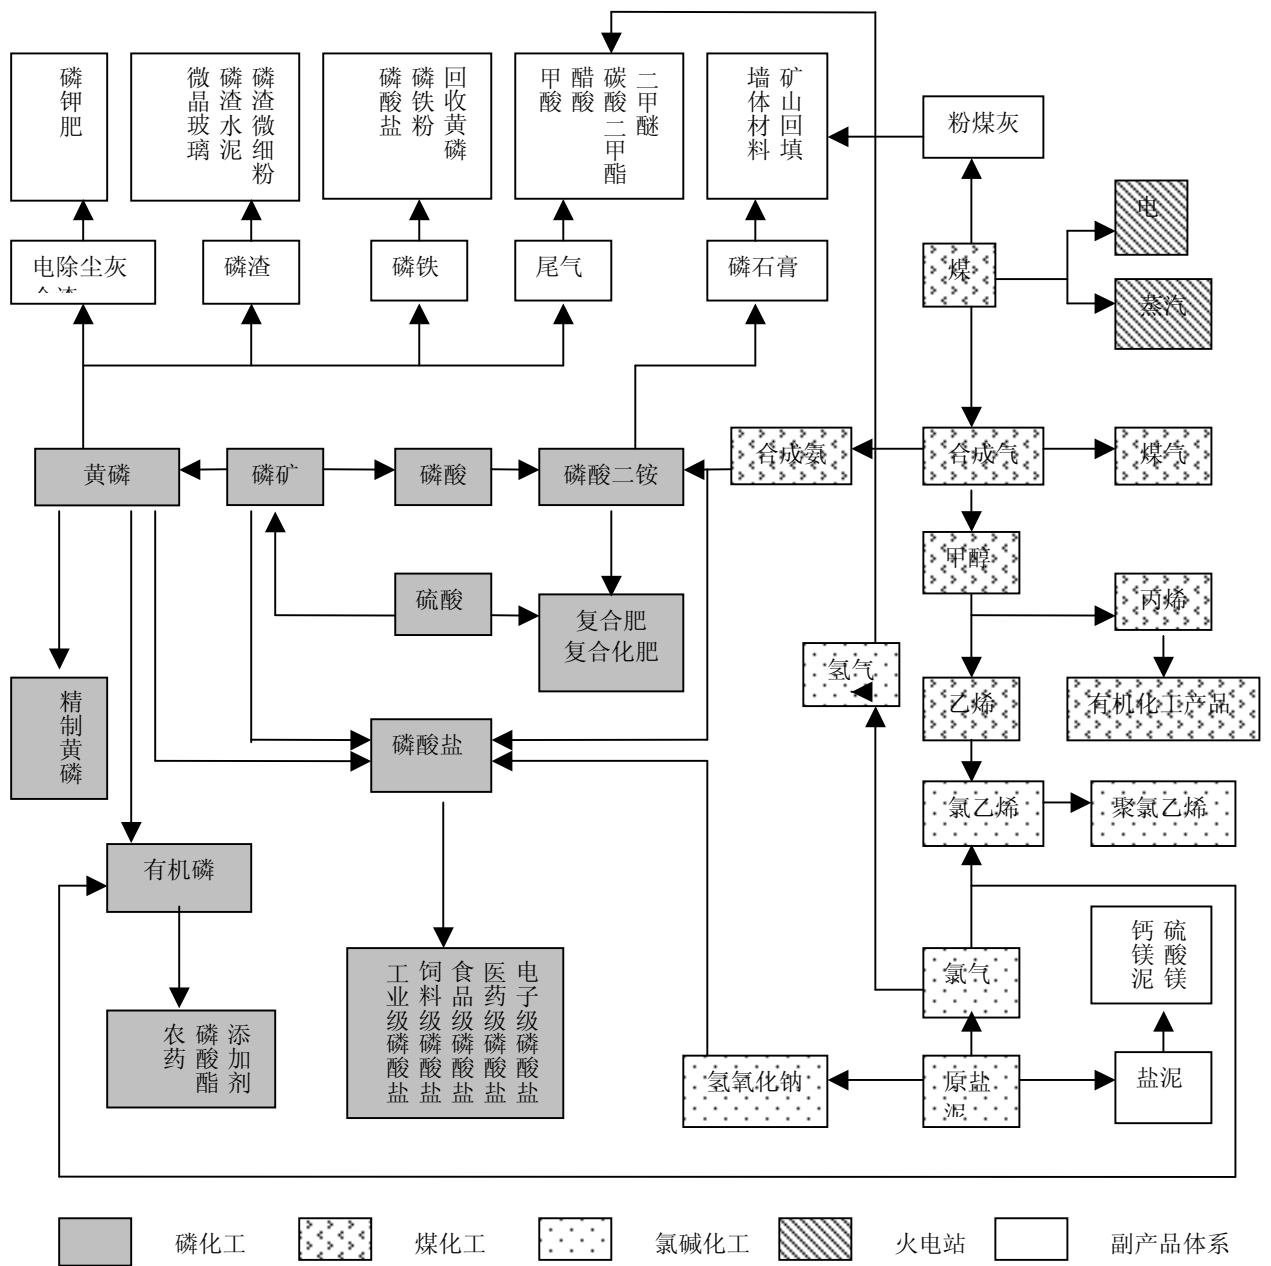 磷钾肥
磷渣微细粉
磷渣水泥
微晶玻璃
回收黄磷
磷铁粉
磷酸盐
二甲醚
碳酸二甲酯
醋酸
甲酸
矿山回填
墙体材料
粉煤灰
电
电除尘灰
磷渣
磷铁
尾气
磷石膏
煤
蒸汽
黄磷
磷矿
磷酸
磷酸二铵
合成氨
合成气
煤气
甲醇
硫酸
复合肥
复合化肥
丙烯
氢气
精制黄磷
乙烯
有机化工产品
磷酸盐
氯乙烯
聚氯乙烯
有机磷
硫酸镁
钙镁泥
氯气
电子级磷酸盐
医药级磷酸盐
食品级磷酸盐
饲料级磷酸盐
工业级磷酸盐
添加剂
磷酸酯
农药
氢氧化钠
原盐
泥
盐泥
磷化工
煤化工
氯碱化工
火电站
副产品体系